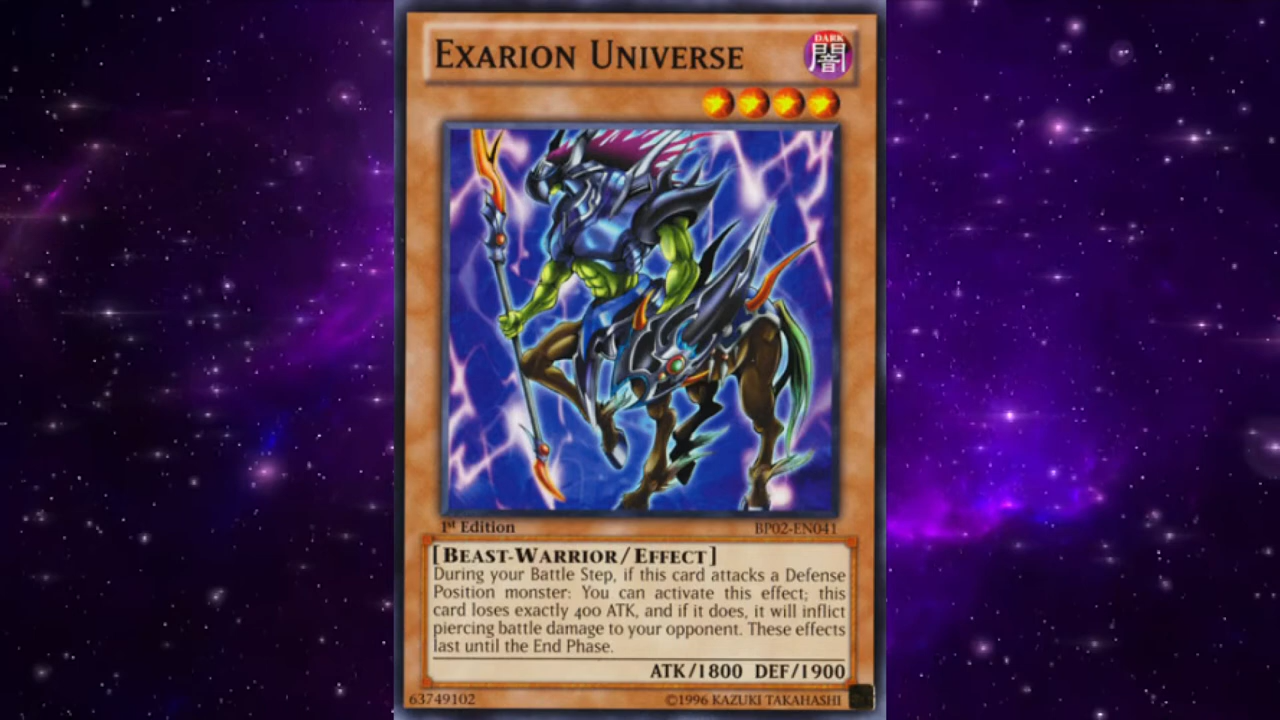 EXARION UNIVERSE
DARK
闇
1st Edition
BP02-EN041
[BEAST-WARRIOR/EFFECT]
During your Battle Step, if this card attacks a Defense
Position monster: You can activate this effect; this
card loses exactly 400 ATK, and if it does, it will inflict
piercing battle damage to your opponent. These effects
last until the End Phase.
ATK/1800 DEF/1900
63749102
©1996 KAZUKI TAKAHASHI